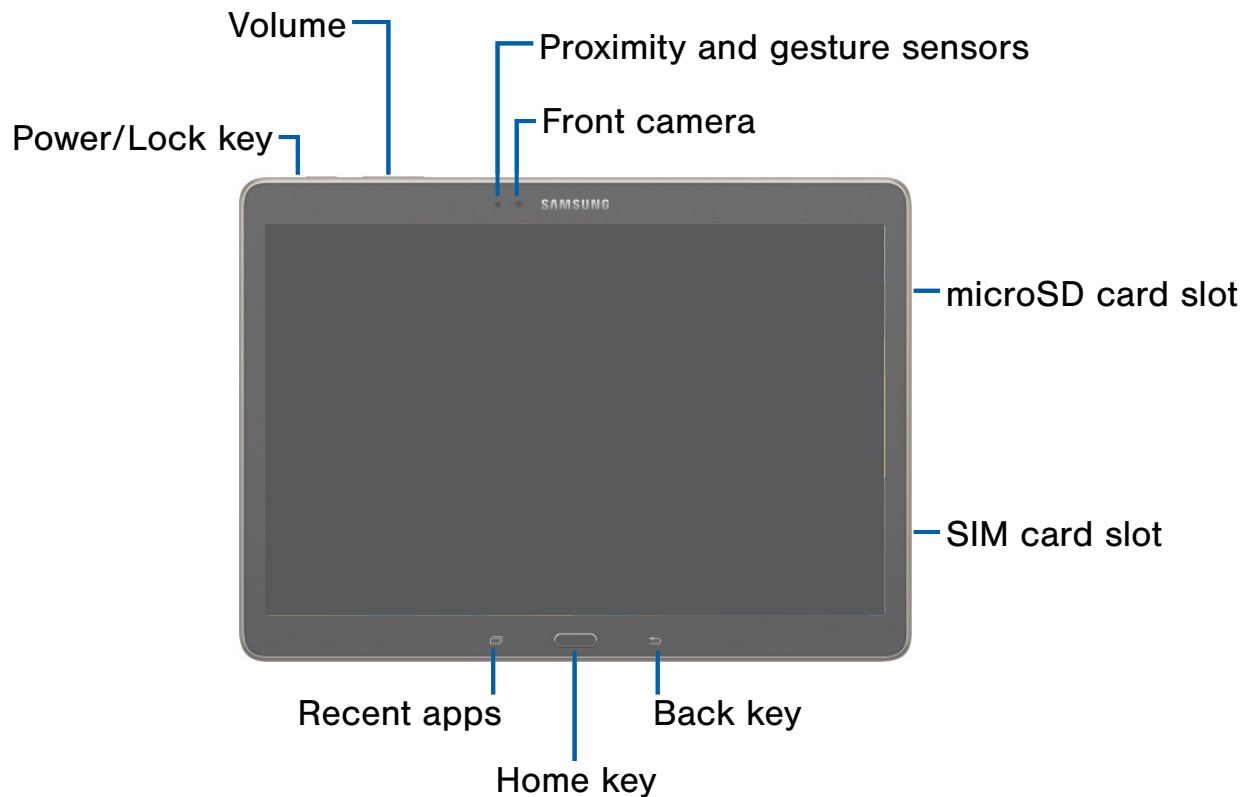 Volume
Proximity and gesture sensors
Front camera
Power/Lock key
SAMSUNG
microSD card slot
SIM card slot
Recent apps
Back key
Home key